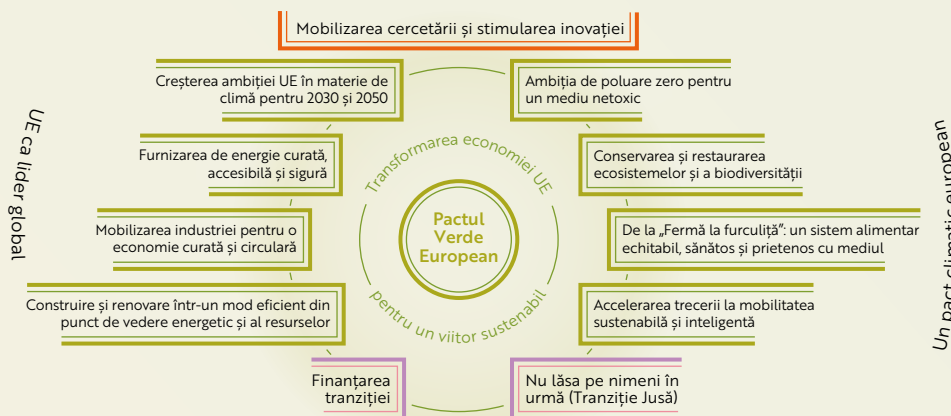 Mobilizarea cercetării și stimularea inovației
Creșterea ambiției UE în materie de
climă pentru 2030 și 2050
Ambiția de poluare zero pentru
un mediu netoxic
UE ca lider global
Furnizarea de energie curată,
accesibilă și sigură
Transformarea economiei UE
Conservarea și restaurarea
ecosistemelor și a biodiversității
Un pact climatic european
Mobilizarea industriei pentru o
economie curată și circulară
Pactul
Verde
European
De la „Fermă la furculiță”: un sistem alimentar
echitabil, sănătos și prietenos cu mediul
Construire și renovare într-un mod eficient din
punct de vedere energetic și al resurselor
pentru un viitor sustenabil
Accelerarea trecerii la mobilitatea
sustenabilă și inteligentă
Finanțarea
tranziției
Nu lăsa pe nimeni în
urmă (Tranziție Jusă)